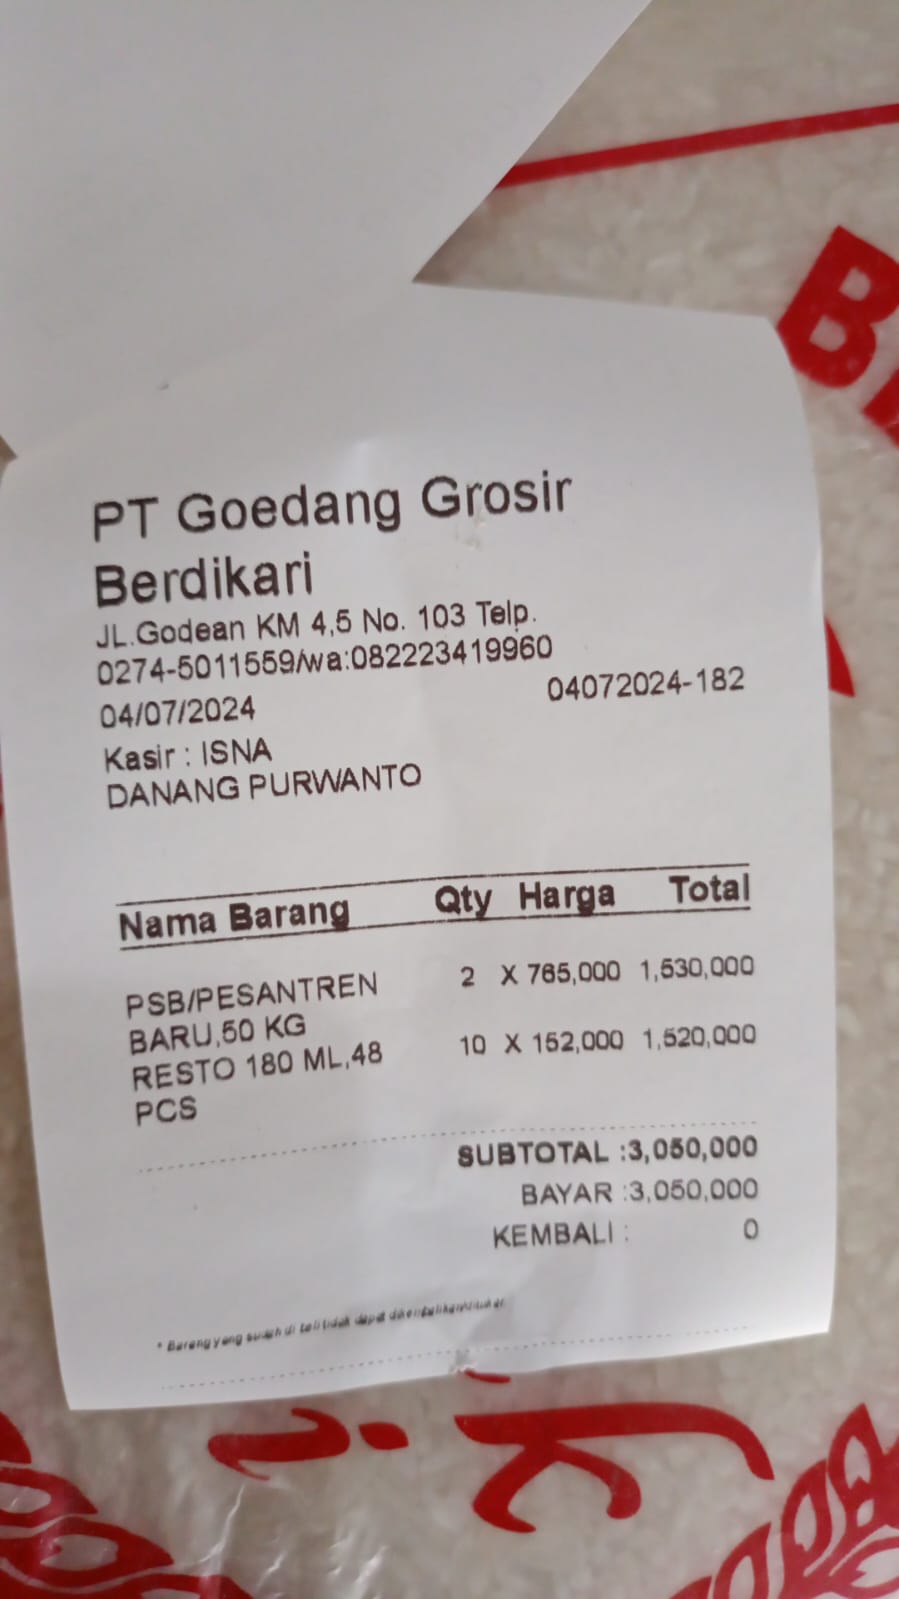 PT Goedang Grosir
Berdikari
JL.Godean KM 4,5 No. 103 Telp.
0274-5011559/wa:082223419960
04/07/2024 04072024-182
Kasir : ISNA
DANANG PURWANTO
Nama Barang Qty Harga Total
PSB/PESANTREN 2 X 765,000 1,530,000
BARU,50 KG
RESTO 180 ML,48 10 X 152,000 1,520,000
PCS
SUBTOTAL :3,050,000
BAYAR :3,050,000
KEMBALI : 0
* Barang yang sudah di beli tidak dapat dikembalikan/ditukar